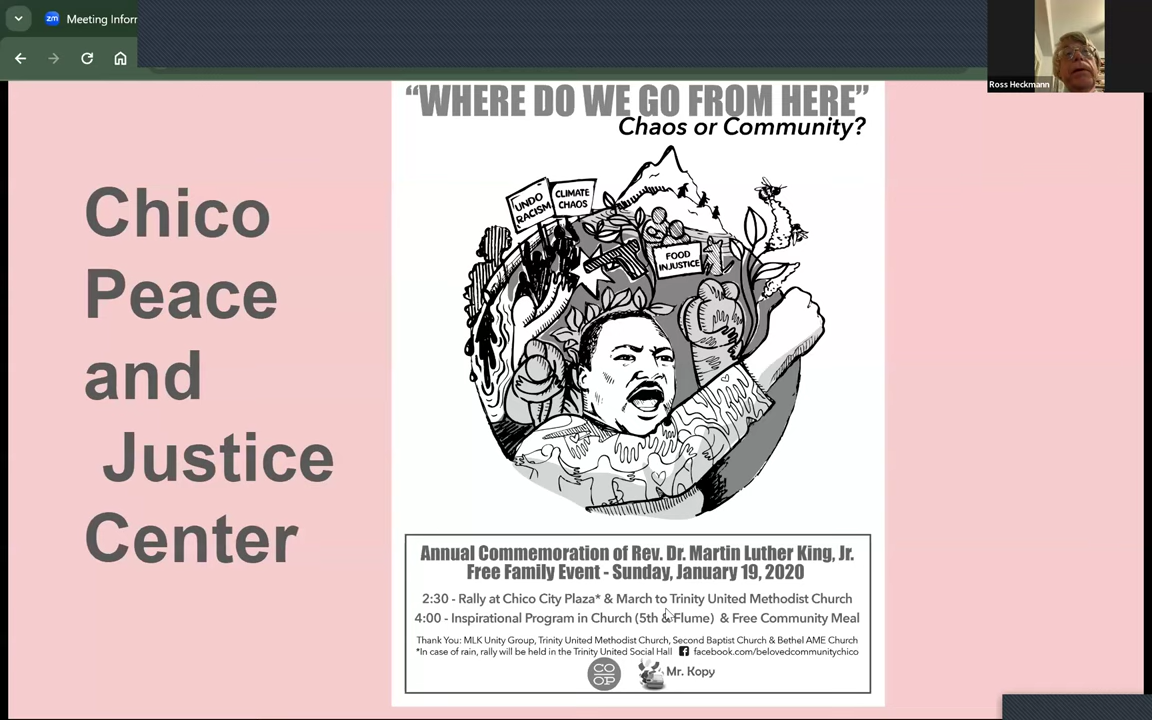 zm Meeting Inforn
Ross Heckmann
Chico
Peace
and
Justice
Center
“WHERE DO WE GO FROM HERE”
Chaos or Community?
UNDO
RACISM
CLIMATE
CHAOS
FOOD
INJUSTICE
Annual Commemoration of Rev. Dr. Martin Luther King, Jr.
Free Family Event - Sunday, January 19, 2020
2:30 - Rally at Chico City Plaza* & March to Trinity United Methodist Church
4:00 - Inspirational Program in Church (5th & Flume) & Free Community Meal
Thank You: MLK Unity Group, Trinity United Methodist Church, Second Baptist Church & Bethel AME Church
*In case of rain, rally will be held in the Trinity United Social Hall facebook.com/belovedcommunitychico
CO
OP
Mr. Kopy